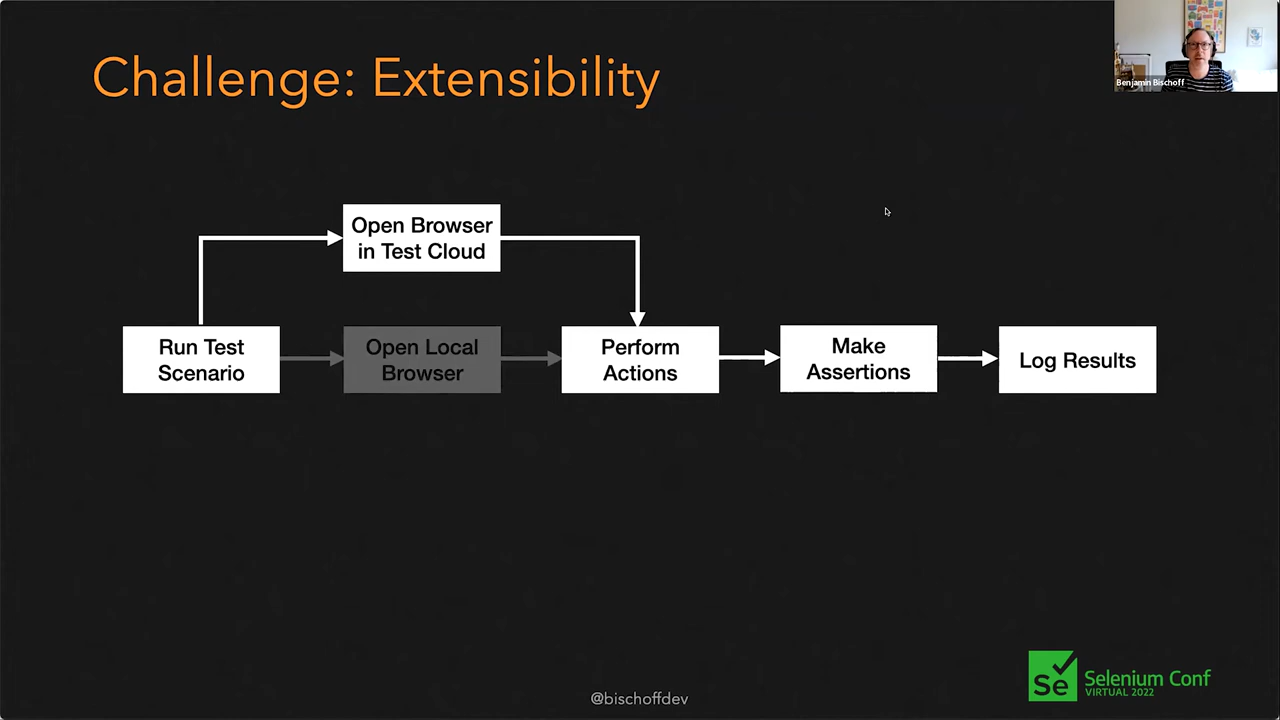 Challenge: Extensibility
Benjamin Bischoff
Open Browser
in Test Cloud
Run Test
Scenario
Open Local
Browser
Perform
Actions
Make
Assertions
Log Results
@bischoffdev
Se
Selenium Conf
VIRTUAL 2022